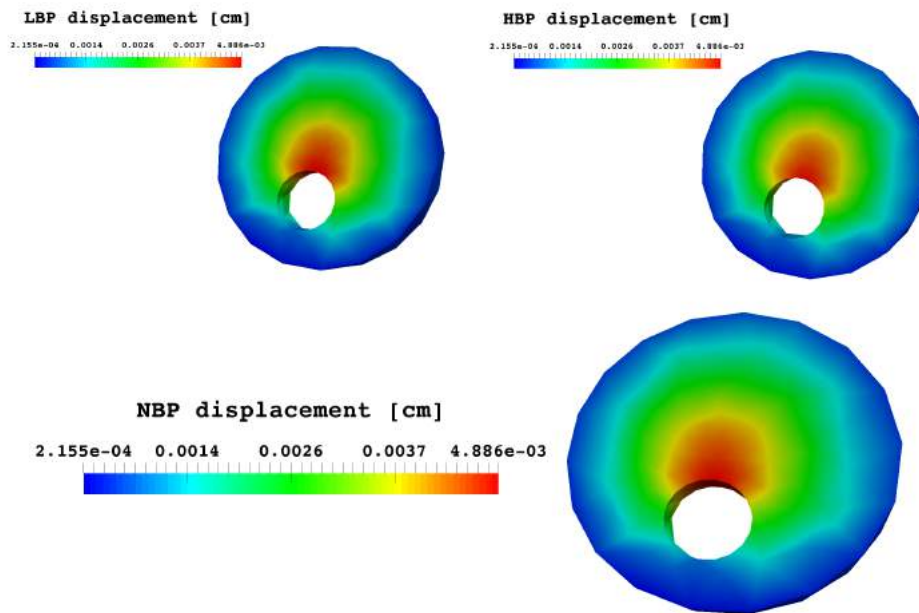 LBP displacement [cm]
2.155e-04 0.0014 0.0026 0.0037 4.886e-03
HBP displacement [cm]
2.155e-04 0.0014 0.0026 0.0037 4.886e-03
NBP displacement [cm]
2.155e-04 0.0014 0.0026 0.0037 4.886e-03